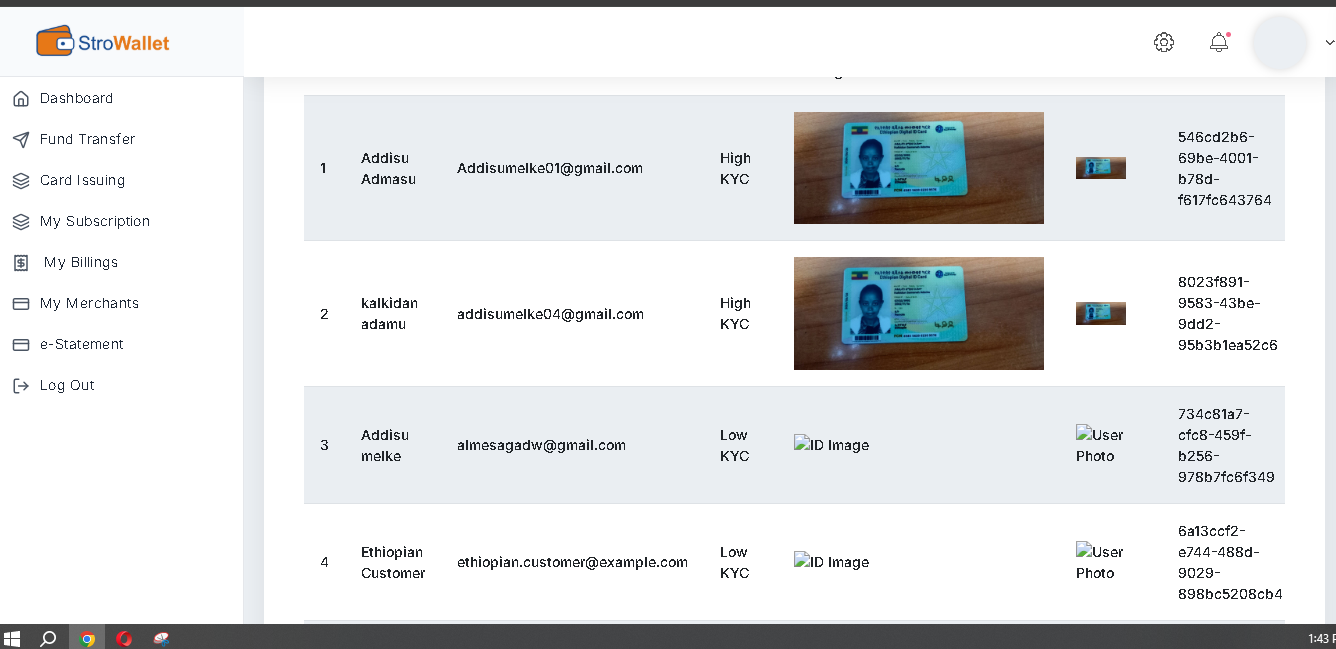 StroWallet
Dashboard
Fund Transfer
Card Issuing
My Subscription
My Billings
My Merchants
e-Statement
Log Out
1
Addisu
Admasu
Addisumelke01@gmail.com
High
KYC
Ethiopian Digital ID Card
546cd2b6-
69be-4001-
b78d-
f617fc643764
2
kalkidan
adamu
addisumelke04@gmail.com
High
KYC
Ethiopian Digital ID Card
8023f891-
9583-43be-
9dd2-
95b3b1ea52c6
3
Addisu
melke
almesagadw@gmail.com
Low
KYC
ID Image
User
Photo
734c81a7-
cfc8-459f-
b256-
978b7fc6f349
4
Ethiopian
Customer
ethiopian.customer@example.com
Low
KYC
ID Image
User
Photo
6a13ccf2-
e744-488d-
9029-
898bc5208cb4
1:43 P